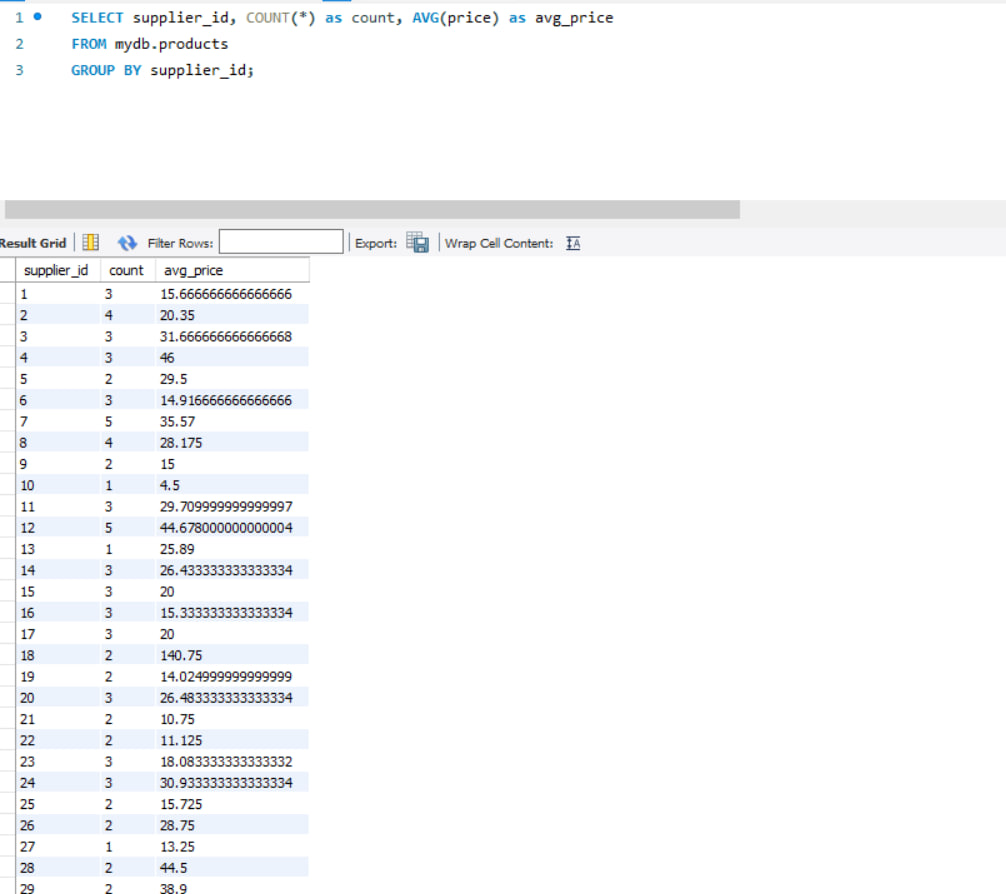 1 SELECT supplier_id, COUNT(*) as count, AVG(price) as avg_price
2 FROM mydb.products
3 GROUP BY supplier_id;
Result Grid Filter Rows: Export: Wrap Cell Content:
supplier_id count avg_price
1 3 15.666666666666666
2 4 20.35
3 3 31.666666666666668
4 3 46
5 2 29.5
6 3 14.916666666666666
7 5 35.57
8 4 28.175
9 2 15
10 1 4.5
11 3 29.709999999999997
12 5 44.678000000000004
13 1 25.89
14 3 26.433333333333334
15 3 20
16 3 15.333333333333334
17 3 20
18 2 140.75
19 2 14.024999999999999
20 3 26.483333333333334
21 2 10.75
22 2 11.125
23 3 18.083333333333332
24 3 30.933333333333334
25 2 15.725
26 2 28.75
27 1 13.25
28 2 44.5
29 2 38.9